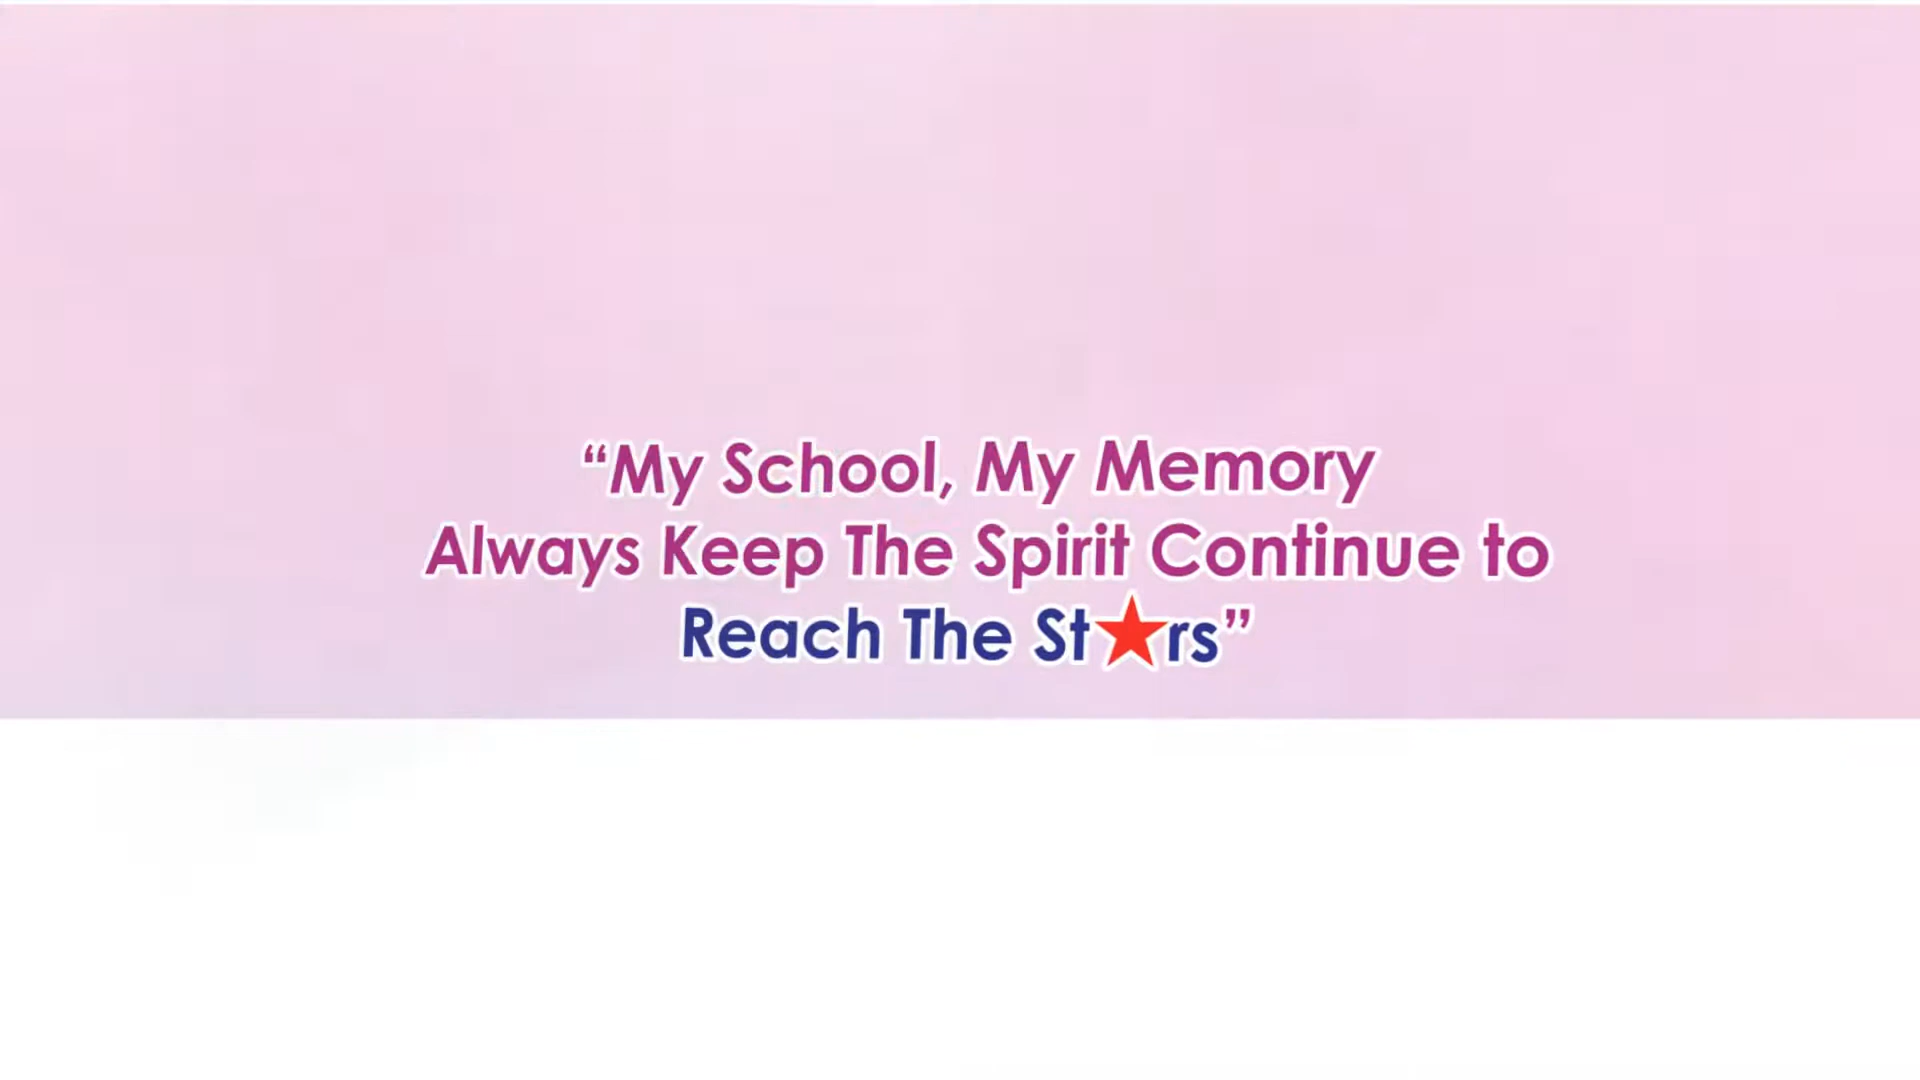 “My School, My Memory
Always Keep The Spirit Continue to
Reach The St★rs”